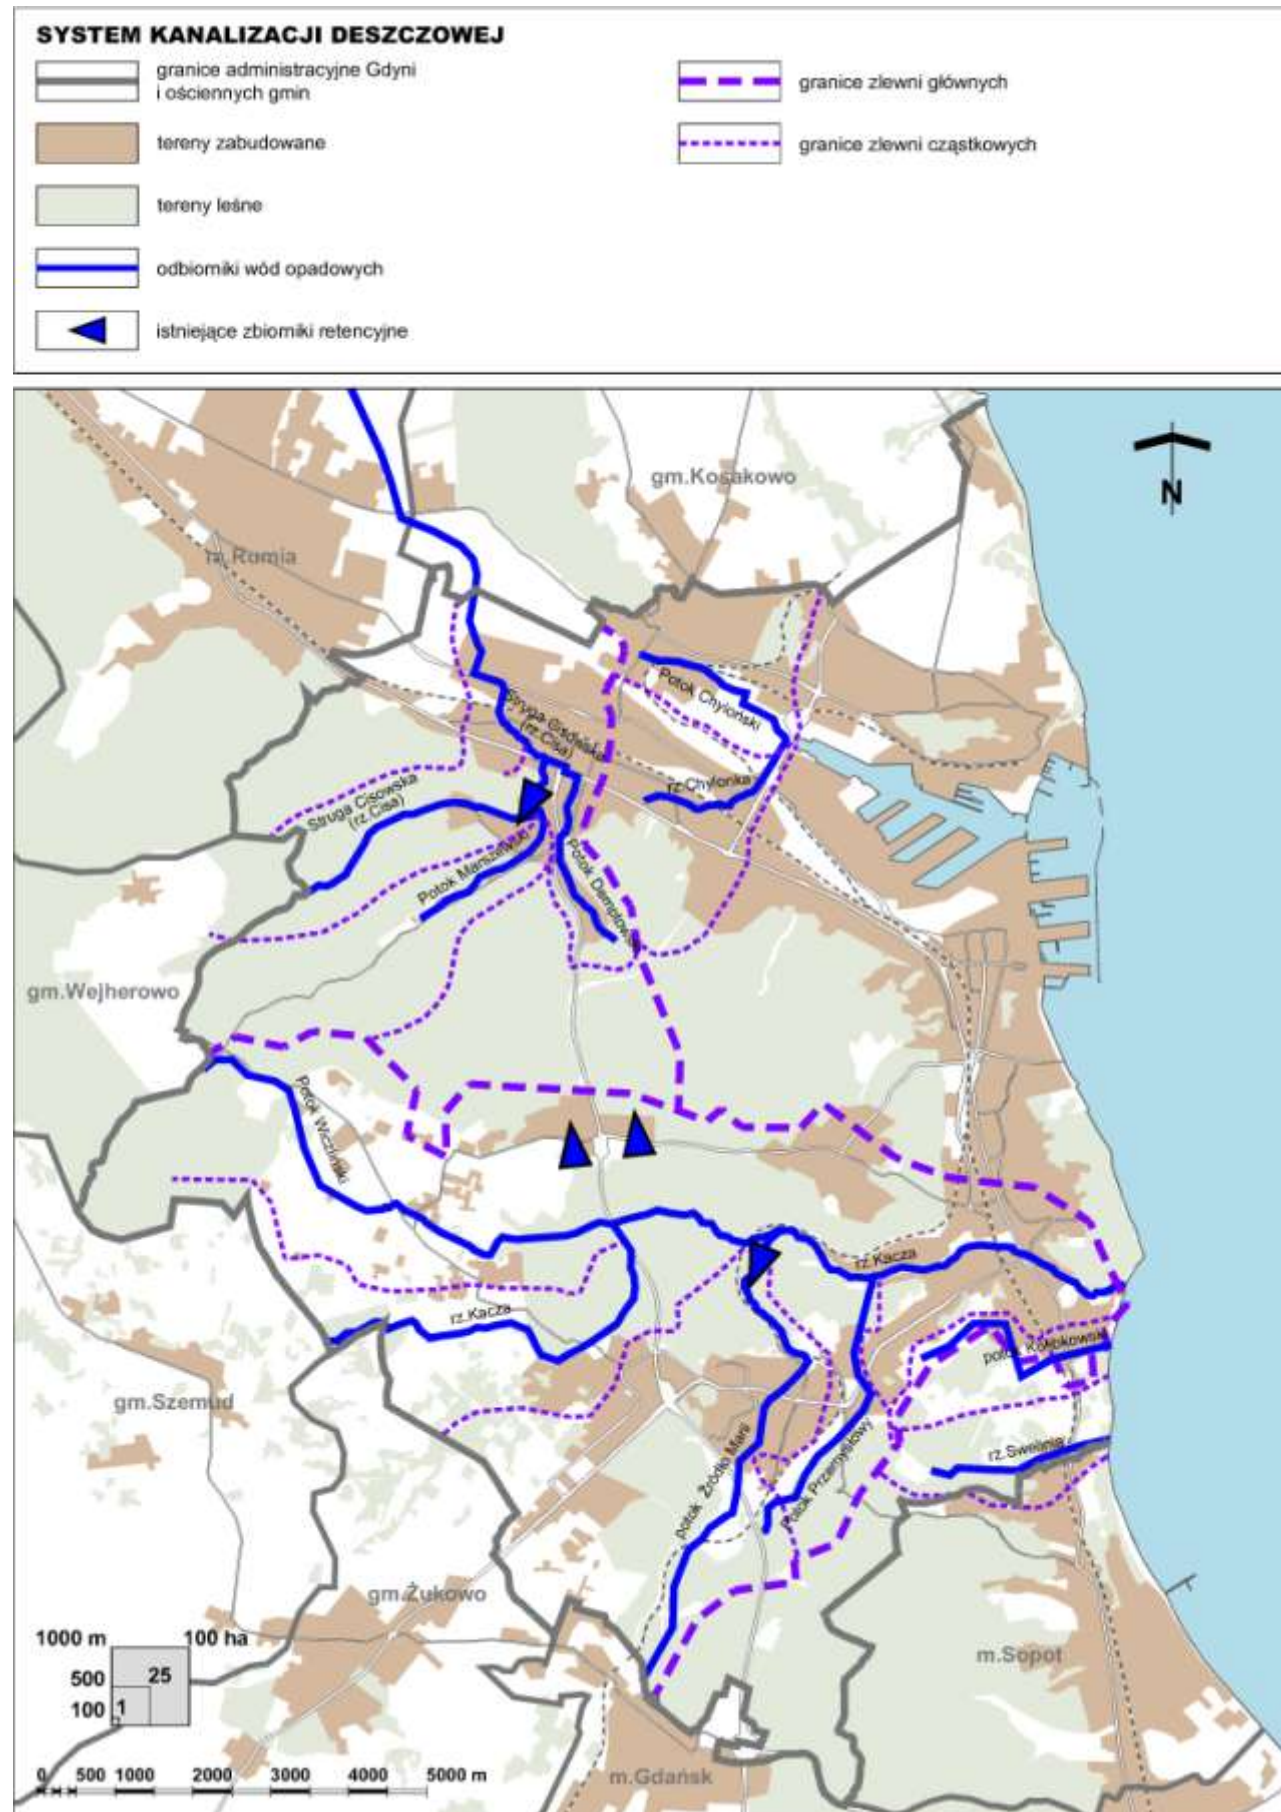 SYSTEM KANALIZACJI DESZCZOWEJ
granice administracyjne Gdyni
i ościennych gmin
tereny zabudowane
tereny leśne
odbiorniki wód opadowych
istniejące zbiorniki retencyjne
granice zlewni głównych
granice zlewni cząstkowych
gm.Kosakowo
N
m.Rumia
Potok Chyloński
Struga Cisowska
(rz.Cisa)
rz.Chylonka
Struga Cisowska
(rz.Cisa)
Potok Marszewski
Potok Demptowski
gm.Wejherowo
Potok Wiczliński
rz.Kacza
rz.Kacza
potok Kolibkowski
gm.Szemud
potok Źródło Marii
Potok Przemysłowy
rz.Swelinia
gm.Żukowo
m.Sopot
1000 m
100 ha
500
25
100
1
0
500
1000
2000
3000
4000
5000 m
m.Gdańsk